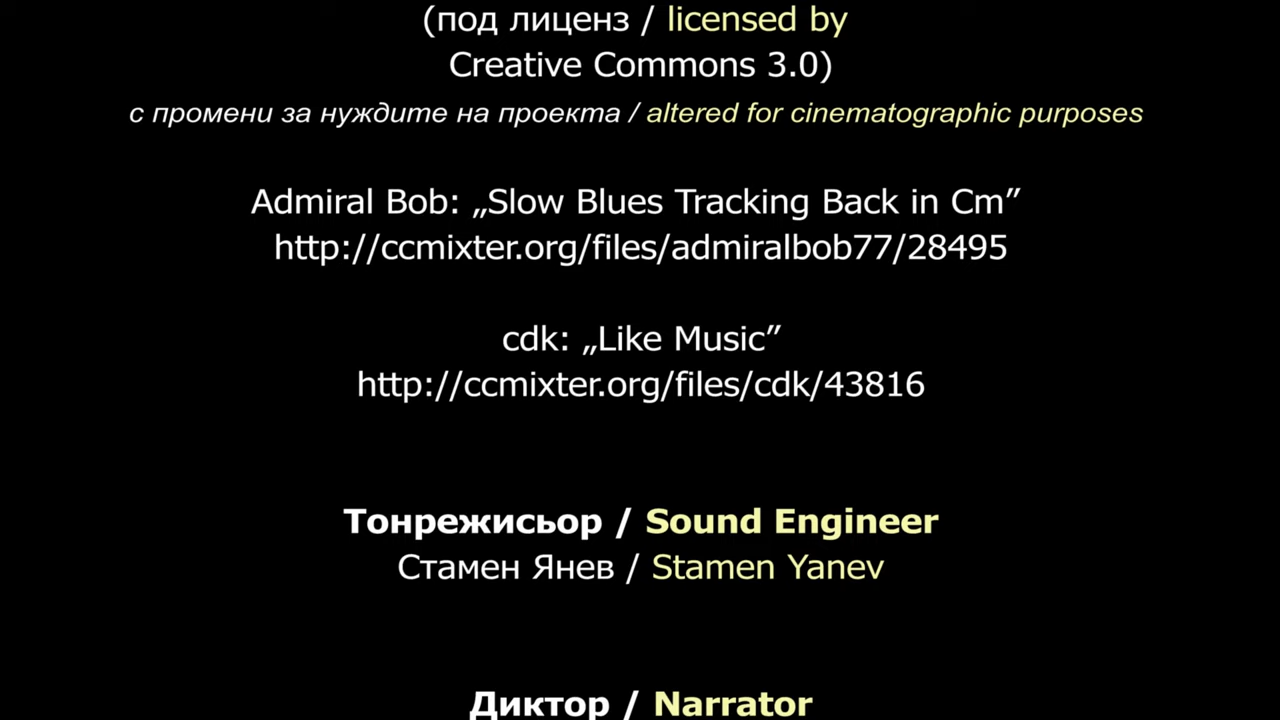 (под лиценз / licensed by
Creative Commons 3.0)
с промени за нуждите на проекта / altered for cinematographic purposes
Admiral Bob: „Slow Blues Tracking Back in Cm”
http://ccmixter.org/files/admiralbob77/28495
cdk: „Like Music”
http://ccmixter.org/files/cdk/43816
Тонрежисьор / Sound Engineer
Стамен Янев / Stamen Yanev
Диктор / Narrator